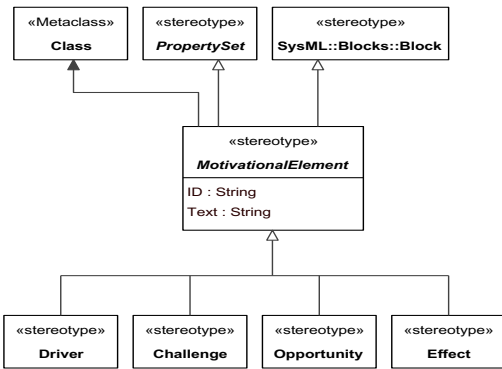 «Metaclass»
Class
«stereotype»
PropertySet
«stereotype»
SysML::Blocks::Block
«stereotype»
MotivationalElement
ID : String
Text : String
«stereotype»
Driver
«stereotype»
Challenge
«stereotype»
Opportunity
«stereotype»
Effect